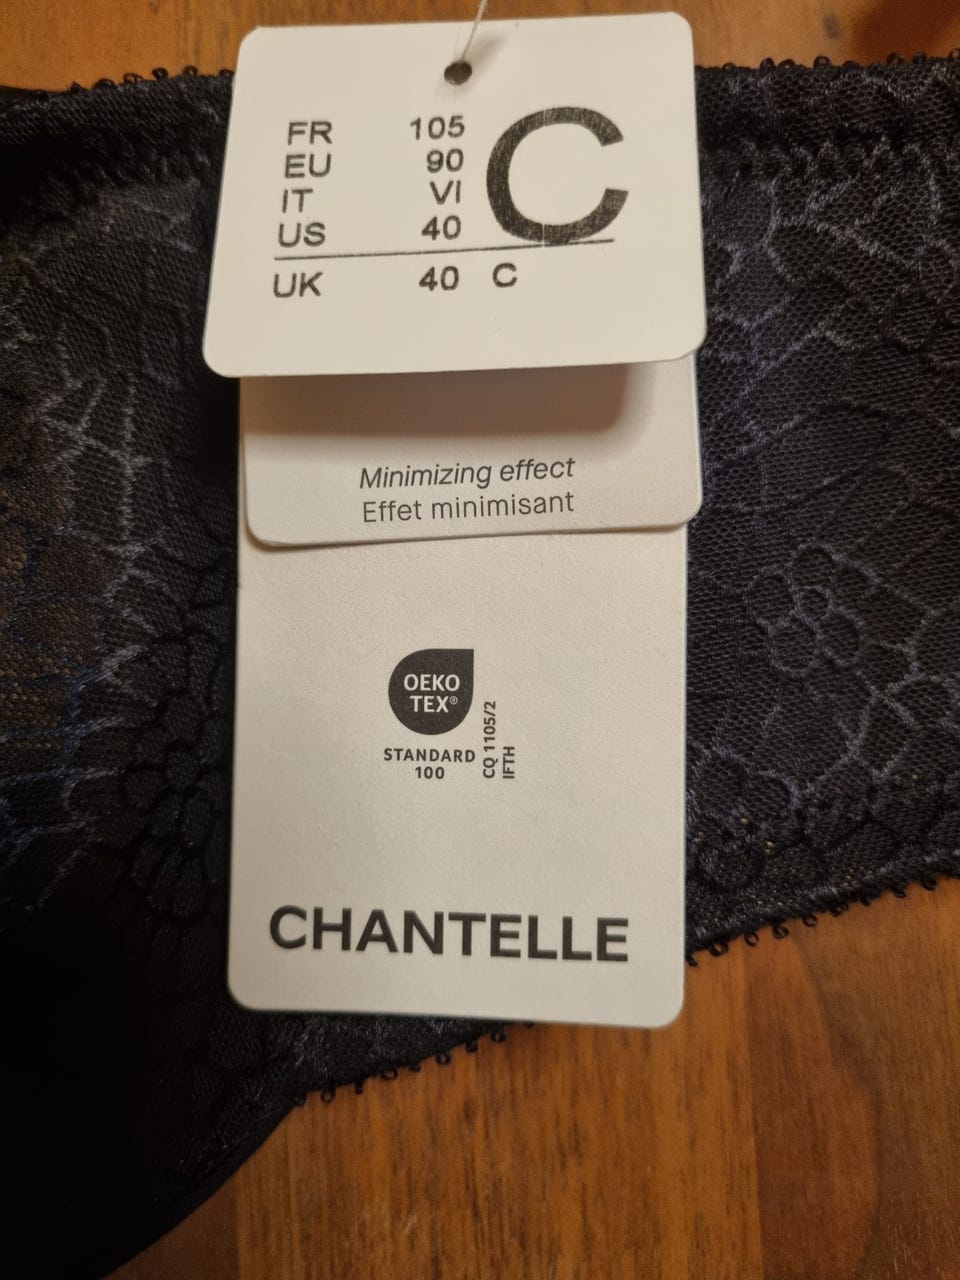 FR 105 C
EU 90
IT VI
US 40
UK 40 C
Minimizing effect
Effet minimisant
OEKO
TEX®
STANDARD
100
CQ 1105/2
IFTH
CHANTELLE